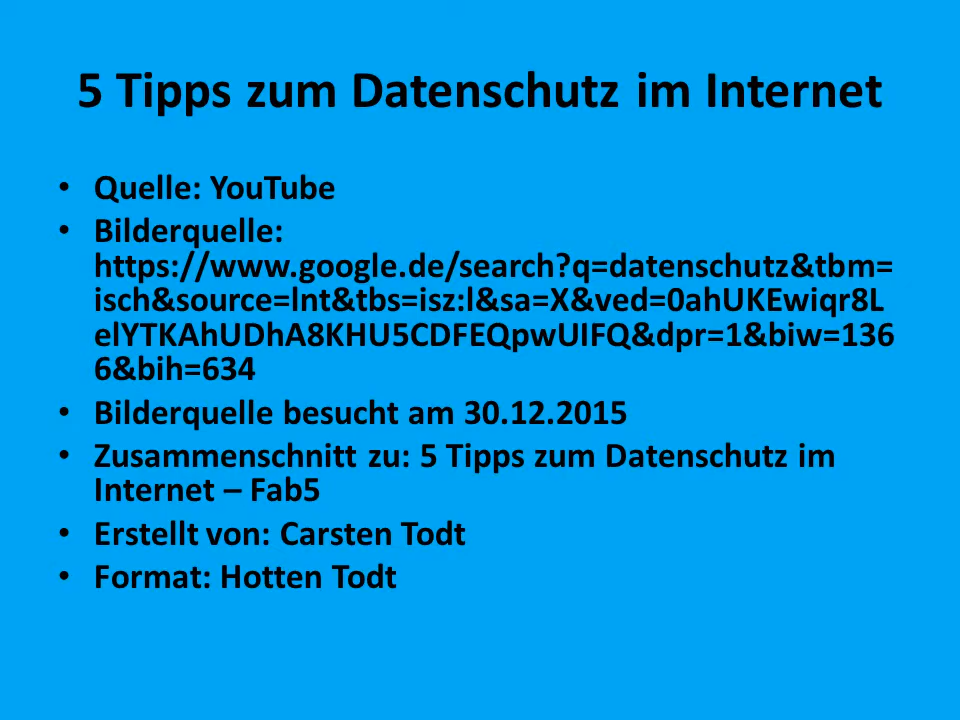 5 Tipps zum Datenschutz im Internet
• Quelle: YouTube
• Bilderquelle:
https://www.google.de/search?q=datenschutz&tbm=
isch&source=lnt&tbs=isz:l&sa=X&ved=0ahUKEwiqr8L
elYTKAhUDhA8KHU5CDFEQpwUIFQ&dpr=1&biw=136
6&bih=634
• Bilderquelle besucht am 30.12.2015
• Zusammenschnitt zu: 5 Tipps zum Datenschutz im
Internet – Fab5
• Erstellt von: Carsten Todt
• Format: Hotten Todt